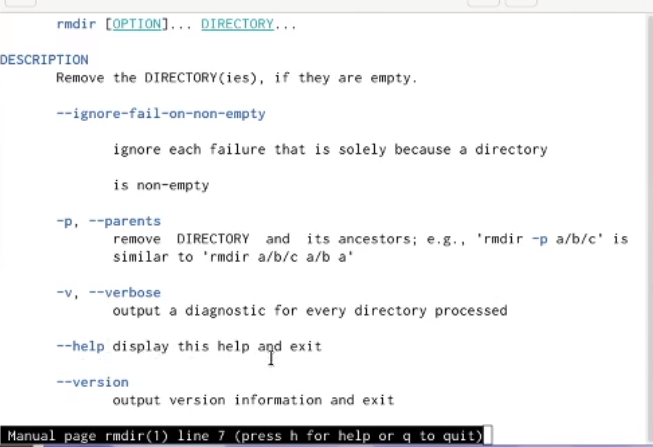 rmdir [OPTION]... DIRECTORY...
DESCRIPTION
Remove the DIRECTORY(ies), if they are empty.
--ignore-fail-on-non-empty
ignore each failure that is solely because a directory
is non-empty
-p, --parents
remove DIRECTORY and its ancestors; e.g., 'rmdir -p a/b/c' is
similar to 'rmdir a/b/c a/b a'
-v, --verbose
output a diagnostic for every directory processed
--help display this help and exit
--version
output version information and exit
Manual page rmdir(1) line 7 (press h for help or q to quit)